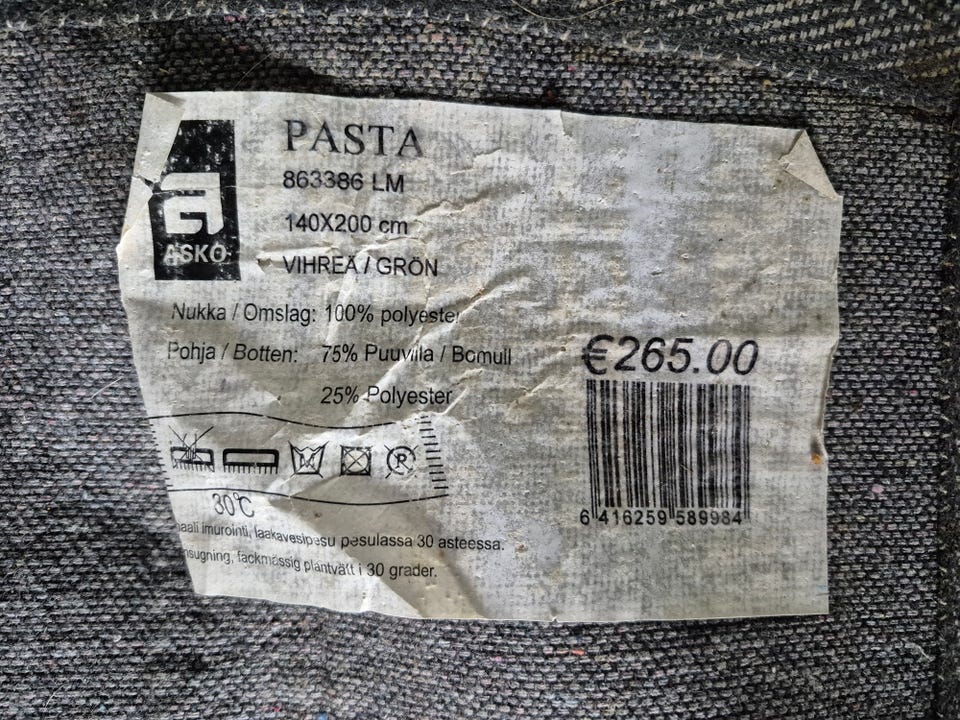 ASKO
PASTA
863386 LM
140X200 cm
VIHREÄ / GRÖN
Nukka / Omslag: 100% polyester
Pohja / Botten: 75% Puuvilla / Bomull
25% Polyester
€265.00
M R
30°C
imurointi, laakavesipesu pesulassa 30 asteessa.
fackmässig plantvätt i 30 grader.
6 416259 589984